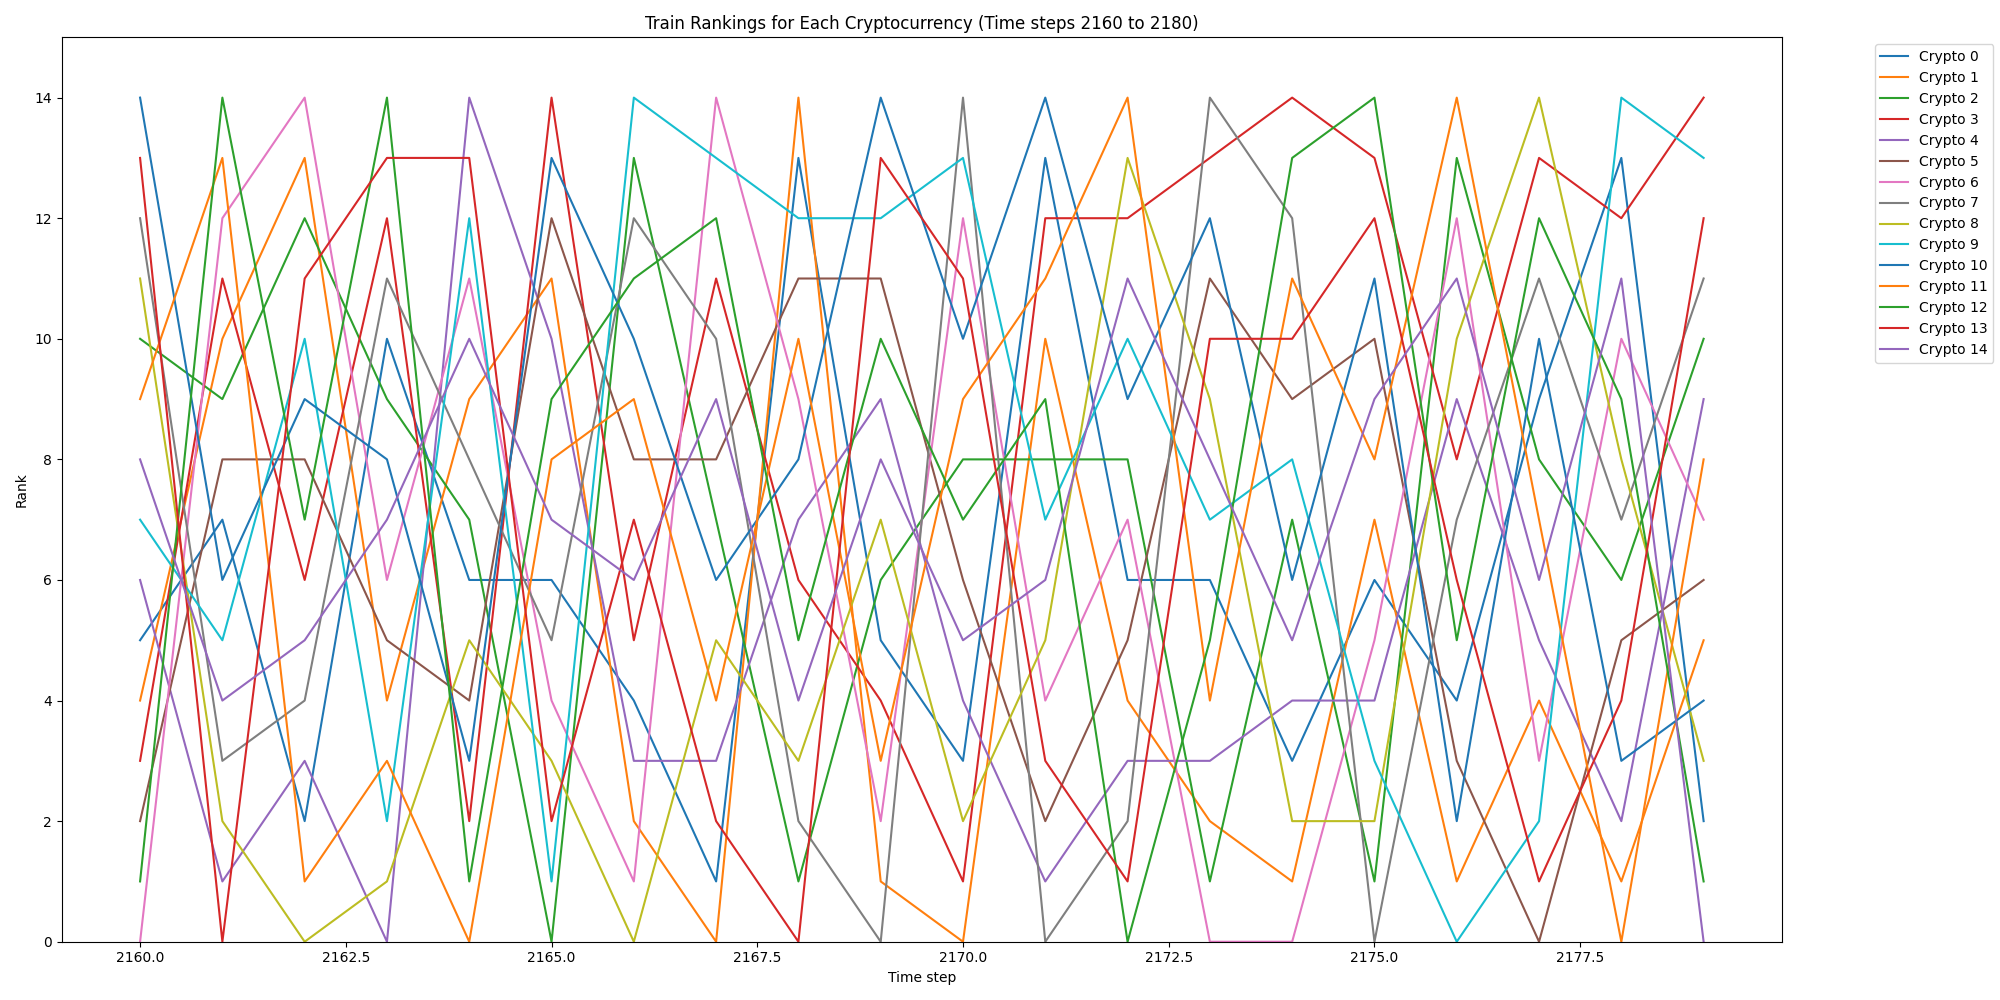 Train Rankings for Each Cryptocurrency (Time steps 2160 to 2180)
Rank
14
12
10
8
6
4
2
0
2160.0 2162.5 2165.0 2167.5 2170.0 2172.5 2175.0 2177.5
Time step
Crypto 0
Crypto 1
Crypto 2
Crypto 3
Crypto 4
Crypto 5
Crypto 6
Crypto 7
Crypto 8
Crypto 9
Crypto 10
Crypto 11
Crypto 12
Crypto 13
Crypto 14